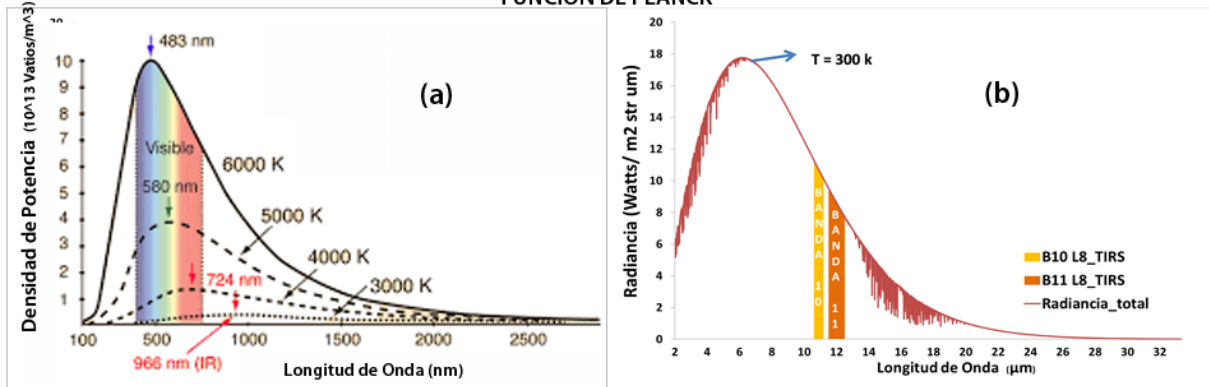 FUNCIÓN DE PLANCK
Densidad de Potencia (10^13 Vatios/m^3)
10
9
8
7
6
5
4
3
2
1
483 nm
(a)
Visible
580 nm
6000 K
5000 K
4000 K
724 nm
3000 K
100
500
1000
1500
2000
2500
966 nm (IR)
Longitud de Onda (nm)
Radiancia (Watts/ m2 str um)
20
18
16
14
12
10
8
6
4
2
0
T = 300 k
(b)
BANDA 10
BANDA 11
B10 L8_TIRS
B11 L8_TIRS
Radiancia_total
2
4
6
8
10
12
14
16
18
20
22
24
26
28
30
32
Longitud de Onda (µm)